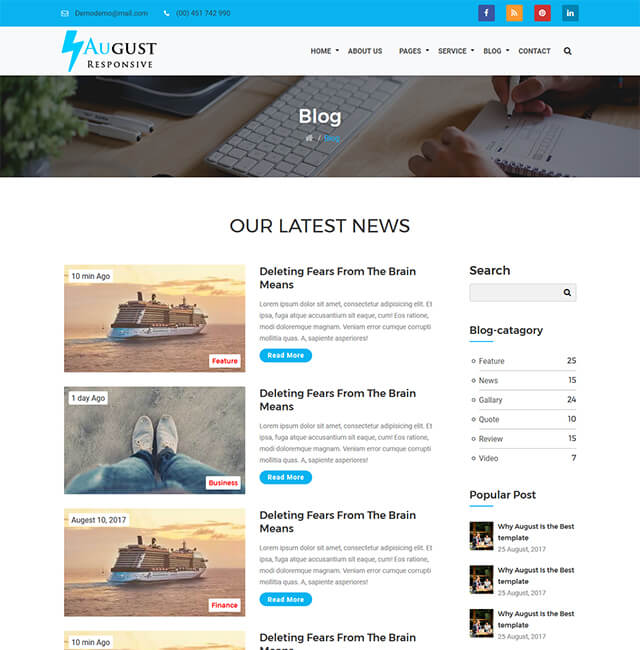 Demodemo@mail.com (00) 451 742 990
AUGUST
RESPONSIVE
HOME ABOUT US PAGES SERVICE BLOG CONTACT
Blog
/ Blog
OUR LATEST NEWS
10 min Ago
Feature
Deleting Fears From The Brain
Means
Lorem ipsum dolor sit amet, consectetur adipisicing elit. Et
ipsa, fuga atque accusantium sit eaque, cum! Eos ratione,
modi doloremque magnam. Veniam error cumque corrupti
mollitia quas. A, sapiente asperiores!
Read More
1 day Ago
Business
Deleting Fears From The Brain
Means
Lorem ipsum dolor sit amet, consectetur adipisicing elit. Et
ipsa, fuga atque accusantium sit eaque, cum! Eos ratione,
modi doloremque magnam. Veniam error cumque corrupti
mollitia quas. A, sapiente asperiores!
Read More
August 10, 2017
Finance
Deleting Fears From The Brain
Means
Lorem ipsum dolor sit amet, consectetur adipisicing elit. Et
ipsa, fuga atque accusantium sit eaque, cum! Eos ratione,
modi doloremque magnam. Veniam error cumque corrupti
mollitia quas. A, sapiente asperiores!
Read More
10 min Ago
Deleting Fears From The Brain
Means
Search
Blog-catagory
Feature 25
News 15
Gallary 24
Quote 10
Review 15
Video 7
Popular Post
Why August Is the Best
template
25 August, 2017
Why August Is the Best
template
25 August, 2017
Why August Is the Best
template
25 August, 2017